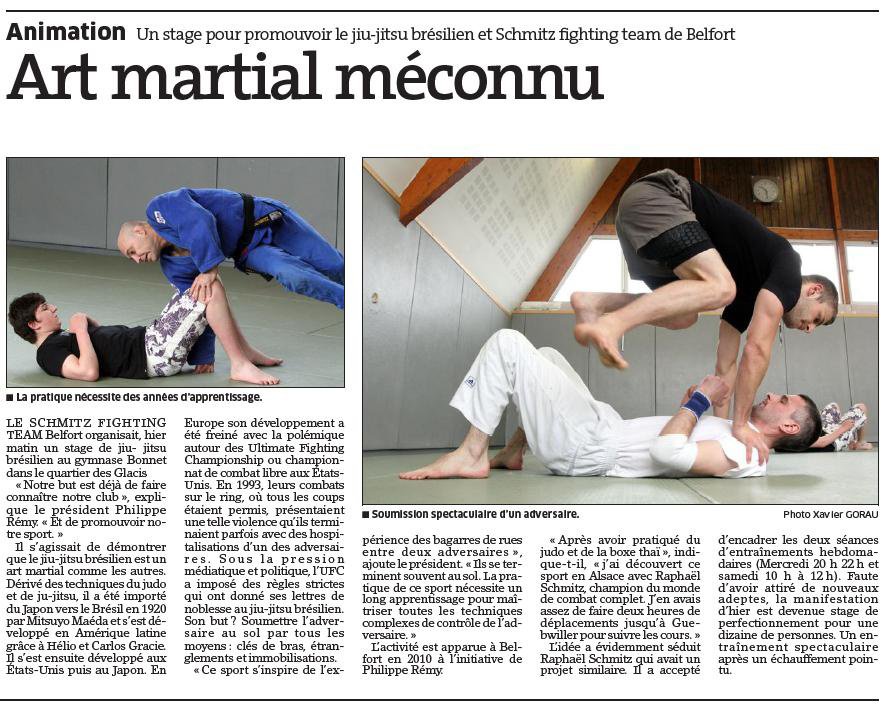 Animation Un stage pour promouvoir le jiu-jitsu brésilien et Schmitz fighting team de Belfort
Art martial méconnu
■ La pratique nécessite des années d'apprentissage.
■ Soumission spectaculaire d'un adversaire.
Photo Xavier GORAU
LE SCHMITZ FIGHTING
TEAM Belfort organisait, hier
matin un stage de jiu- jitsu
brésilien au gymnase Bonnet
dans le quartier des Glacis
« Notre but est déjà de faire
connaître notre club », expli-
que le président Philippe
Rémy. « Et de promouvoir no-
tre sport. »
Il s'agissait de démontrer
que le jiu-jitsu brésilien est un
art martial comme les autres.
Dérivé des techniques du judo
et de ju-jitsu, il a été importé
du Japon vers le Brésil en 1920
par Mitsuyo Maéda et s'est dé-
veloppé en Amérique latine
grâce à Hélio et Carlos Gracie.
Il s'est ensuite développé aux
États-Unis puis au Japon. En
Europe son développement a
été freiné avec la polémique
autour des Ultimate Fighting
Championship ou champion-
nat de combat libre aux États-
Unis. En 1993, leurs combats
sur le ring, où tous les coups
étaient permis, présentaient
une telle violence qu'ils termi-
naient parfois avec des hospi-
talisations d'un des adversai-
res. Sous la pression
médiatique et politique, l'UFC
a imposé des règles strictes
qui ont donné ses lettres de
noblesse au jiu-jitsu brésilien.
Son but ? Soumettre l'adver-
saire au sol par tous les
moyens : clés de bras, étran-
glements et immobilisations.
« Ce sport s'inspire de l'ex-
périence des bagarres de rues
entre deux adversaires »,
ajoute le président. « Ils se ter-
minent souvent au sol. La pra-
tique de ce sport nécessite un
long apprentissage pour maî-
triser toutes les techniques
complexes de contrôle de l'ad-
versaire. »
L'activité est apparue à Bel-
fort en 2010 à l'initiative de
Philippe Rémy.
« Après avoir pratiqué du
judo et de la boxe thaï », indi-
que-t-il, « j'ai découvert ce
sport en Alsace avec Raphaël
Schmitz, champion du monde
de combat complet. J'en avais
assez de faire deux heures de
déplacements jusqu'à Gue-
bwiller pour suivre les cours. »
L'idée a évidemment séduit
Raphaël Schmitz qui avait un
projet similaire. Il a accepté
d'encadrer les deux séances
d'entraînements hebdoma-
daires (Mercredi 20 h 22 h et
samedi 10 h à 12 h). Faute
d'avoir attiré de nouveaux
adeptes, la manifestation
d'hier est devenue stage de
perfectionnement pour une
dizaine de personnes. Un en-
traînement spectaculaire
après un échauffement poin-
tu.